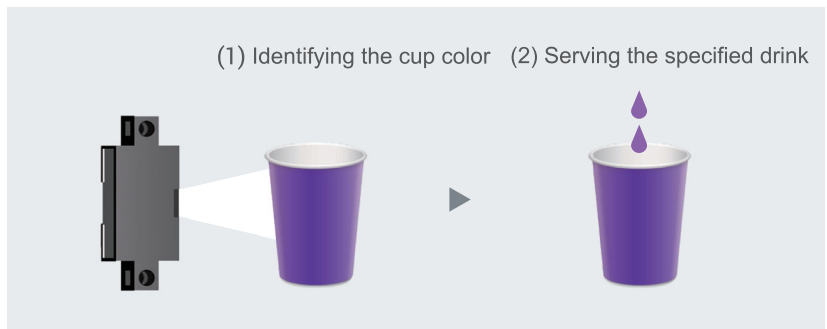 (1) Identifying the cup color
(2) Serving the specified drink